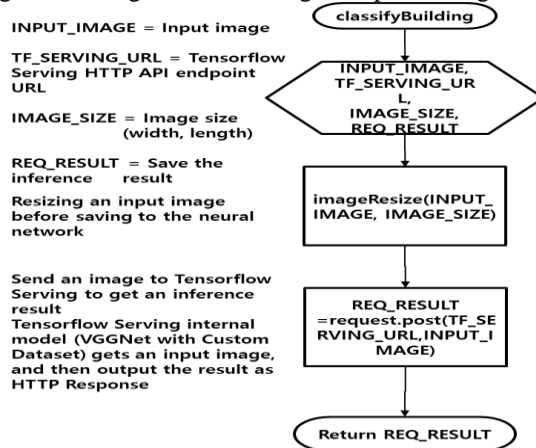 classifyBuilding
INPUT_IMAGE = Input image
TF_SERVING_URL = Tensorflow
Serving HTTP API endpoint
URL
IMAGE_SIZE = Image size
(width, length)
REQ_RESULT = Save the
inference result
INPUT_IMAGE,
TF_SERVING_UR
L,
IMAGE_SIZE,
REQ_RESULT
Resizing an input image
before saving to the neural
network
imageResize(INPUT_
IMAGE, IMAGE_SIZE)
Send an image to Tensorflow
Serving to get an inference
result
Tensorflow Serving internal
model (VGGNet with Custom
Dataset) gets an input image,
and then output the result as
HTTP Response
REQ_RESULT
=request.post(TF_SE
RVING_URL,INPUT_I
MAGE)
Return REQ_RESULT